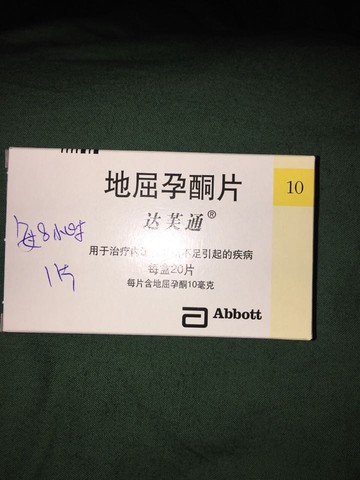 地屈孕酮片
10
达芙通®
每8小时
1片
用于治疗内 不足引起的疾病
每盒20片
每片含地屈孕酮10毫克
Abbott